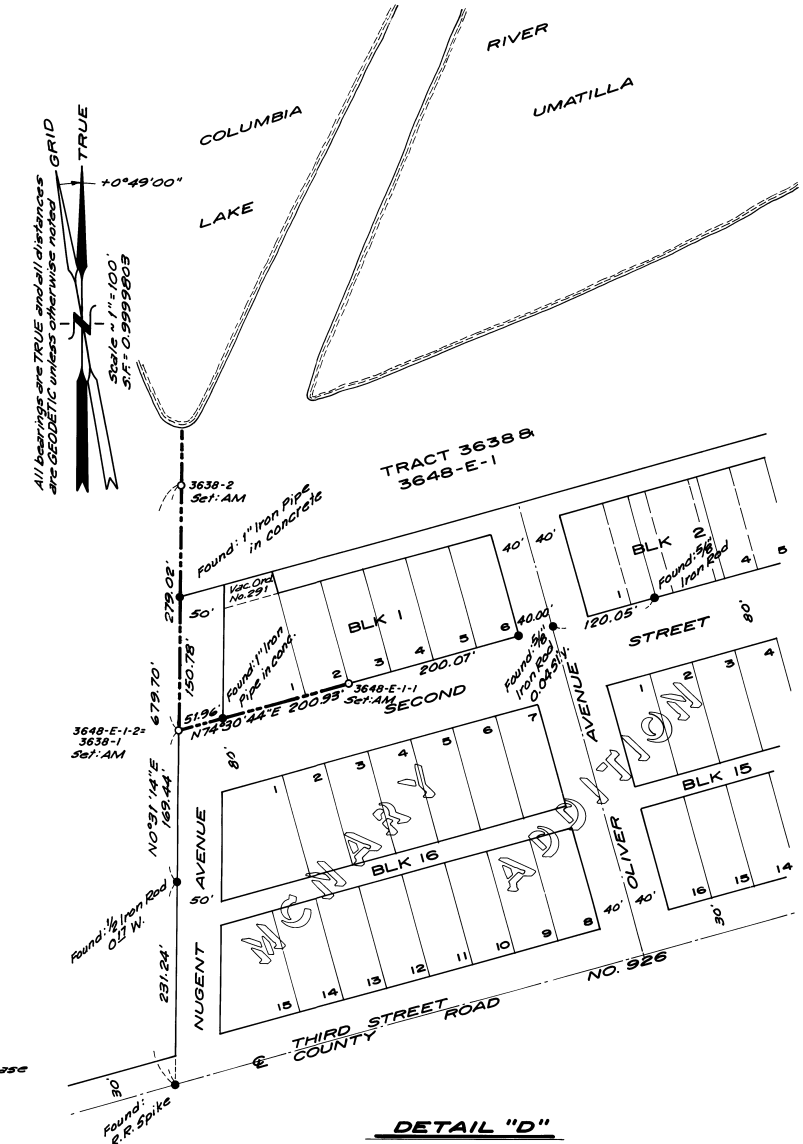 RIVER
UMATILLA
COLUMBIA
LAKE
GRID
TRUE
+0°49'00"
All bearings are TRUE and all distances
are GEODETIC unless otherwise noted
Scale ~ 1"=100'
S.F.= 0.9999803
TRACT 3638 &
3648-E-1
3638-2
Set: AM
Found: 1" Iron Pipe
in Concrete
279.02'
50'
Vac. Ord.
No. 291
BLK 1
1
2
3
4
5
6
40'
40'
BLK 2
1
4
5
Found: 5/8"
Iron Rod
120.05'
STREET
80'
40.00'
Found: 5/8"
Iron Rod
0.04 S'ly.
200.07'
679.70'
150.78'
Found: 1" Iron
Pipe in Conc.
51.96'
N74°30'44"E 200.93'
3648-E-1-1
Set: AM
SECOND
3648-E-1-2=
3638-1
Set: AM
80'
N0°31'14"E
169.44'
AVENUE
1
2
3
4
5
6
7
AVENUE
1
2
3
4
BLK 15
16
15
14
30'
MCNARY ADDITION
BLK 16
50'
Found: 1/2 Iron Rod
231.24'
NUGENT
15
14
13
12
11
10
9
8
OLIVER
40'
40'
NO. 926
THIRD STREET
COUNTY ROAD
℄
ase
30'
Found:
R.R. Spike
DETAIL "D"